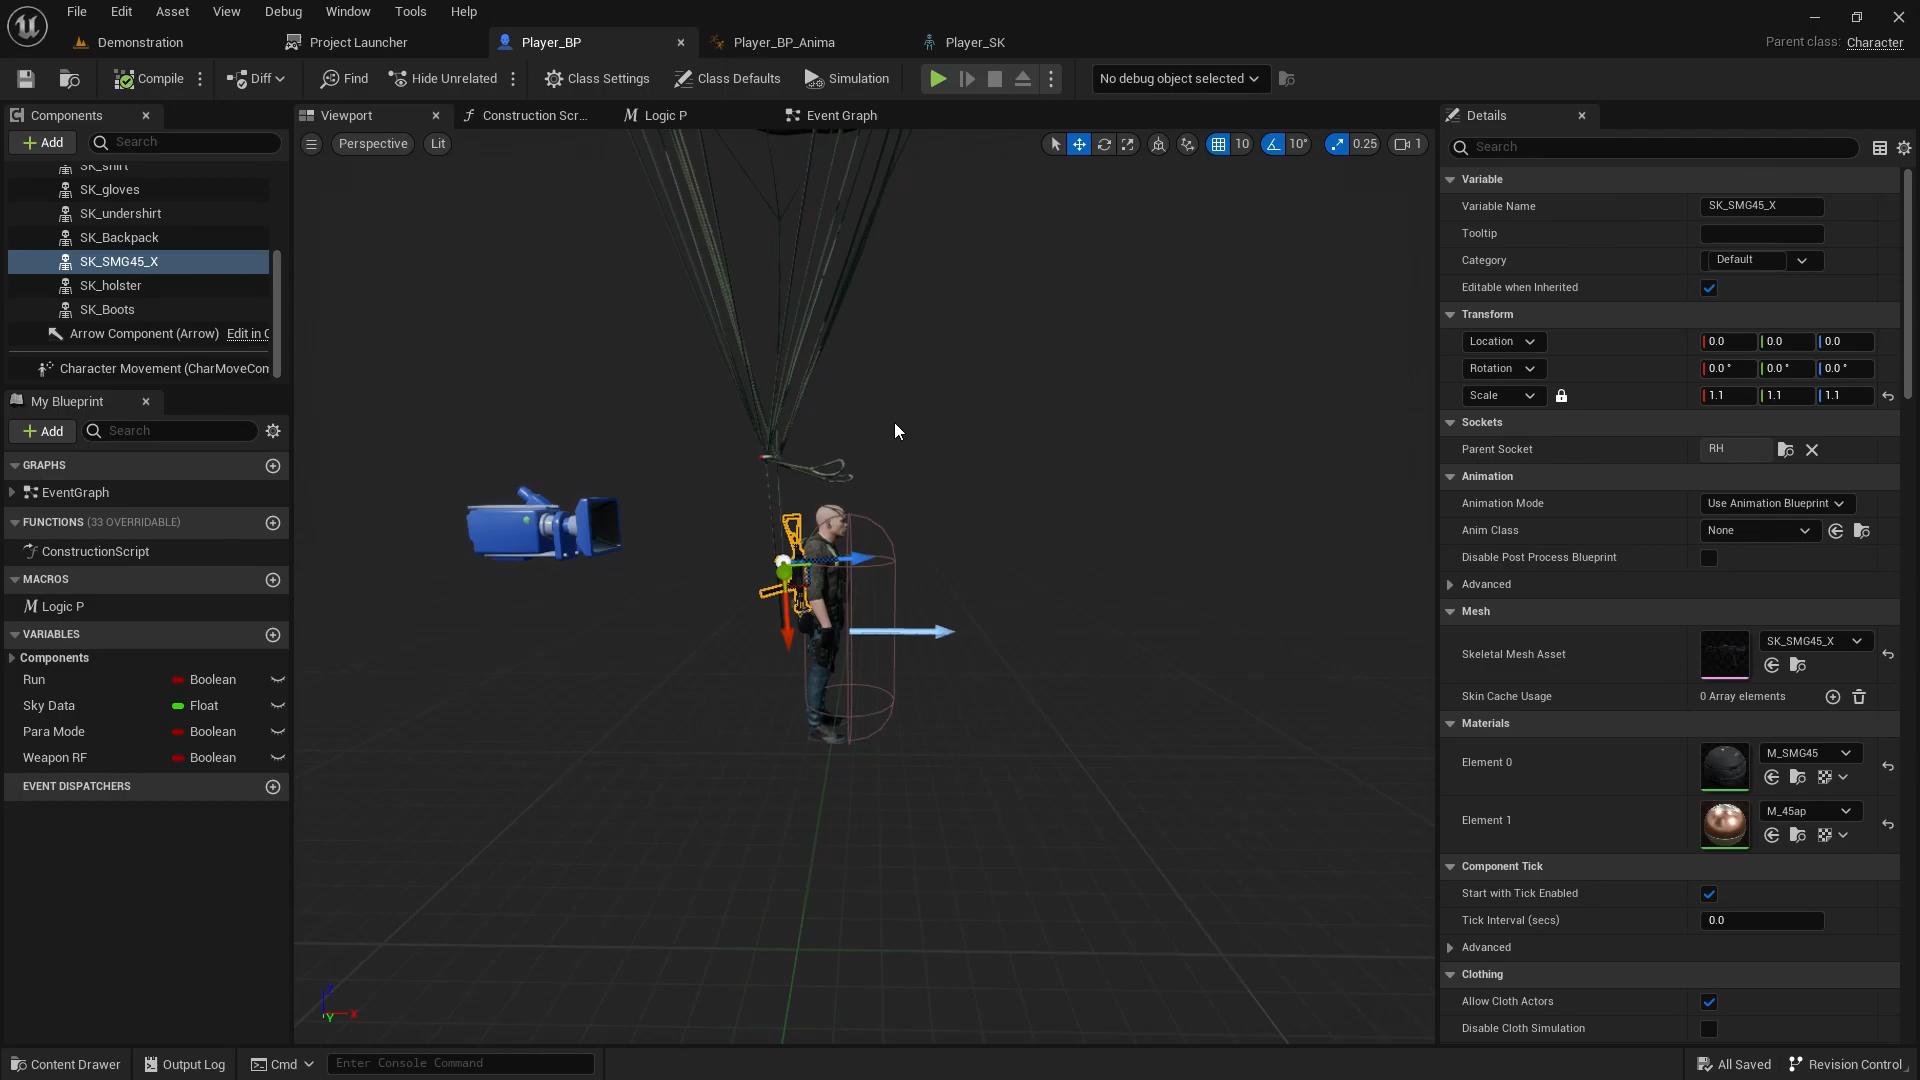 File Edit Asset View Debug Window Tools Help
Demonstration Project Launcher Player_BP Player_BP_Anima Player_SK Parent class: Character
Compile Diff Find Hide Unrelated Class Settings Class Defaults Simulation No debug object selected
Components
Add Search
SK_shirt
SK_gloves
SK_undershirt
SK_Backpack
SK_SMG45_X
SK_holster
SK_Boots
Arrow Component (Arrow) Edit in C
Character Movement (CharMoveCom
My Blueprint
Add Search
GRAPHS
EventGraph
FUNCTIONS (33 OVERRIDABLE)
ConstructionScript
MACROS
Logic P
VARIABLES
Components
Run Boolean
Sky Data Float
Para Mode Boolean
Weapon RF Boolean
EVENT DISPATCHERS
Viewport Construction Scr... Logic P Event Graph
Perspective Lit 10 10° 0.25 1
Z
X
Y
Details
Search
Variable
Variable Name SK_SMG45_X
Tooltip
Category Default
Editable when Inherited
Transform
Location 0.0 0.0 0.0
Rotation 0.0 ° 0.0 ° 0.0 °
Scale 1.1 1.1 1.1
Sockets
Parent Socket RH
Animation
Animation Mode Use Animation Blueprint
Anim Class None
Disable Post Process Blueprint
Advanced
Mesh
Skeletal Mesh Asset SK_SMG45_X
Skin Cache Usage 0 Array elements
Materials
Element 0 M_SMG45
Element 1 M_45ap
Component Tick
Start with Tick Enabled
Tick Interval (secs) 0.0
Advanced
Clothing
Allow Cloth Actors
Disable Cloth Simulation
Content Drawer Output Log Cmd Enter Console Command All Saved Revision Control